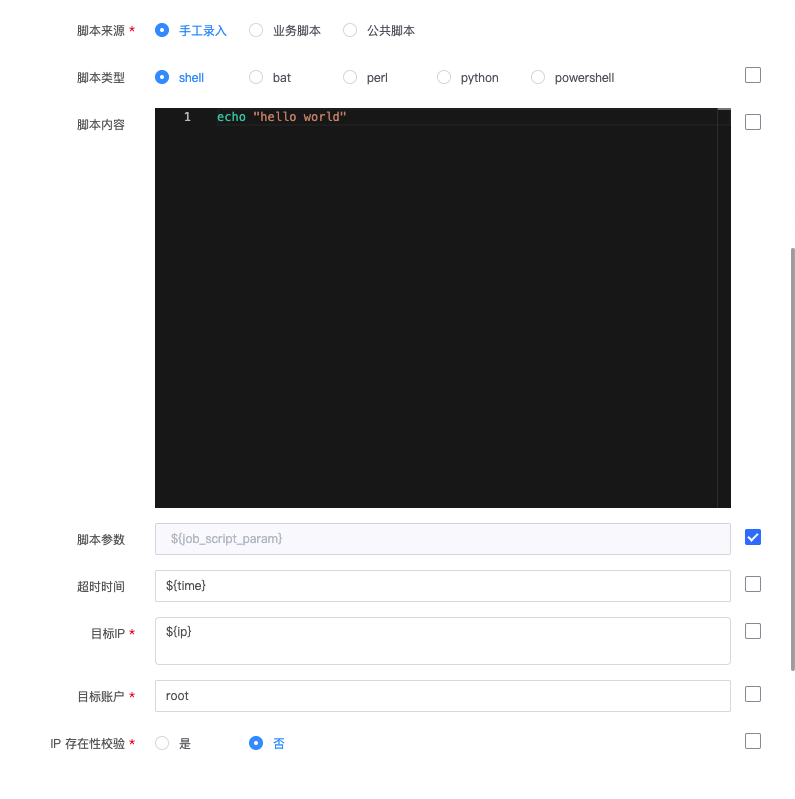 脚本来源 * 手工录入 业务脚本 公共脚本
脚本类型 shell bat perl python powershell
脚本内容
1 echo "hello world"
脚本参数 ${job_script_param}
超时时间 ${time}
目标IP * ${ip}
目标账户 * root
IP 存在性校验 * 是 否